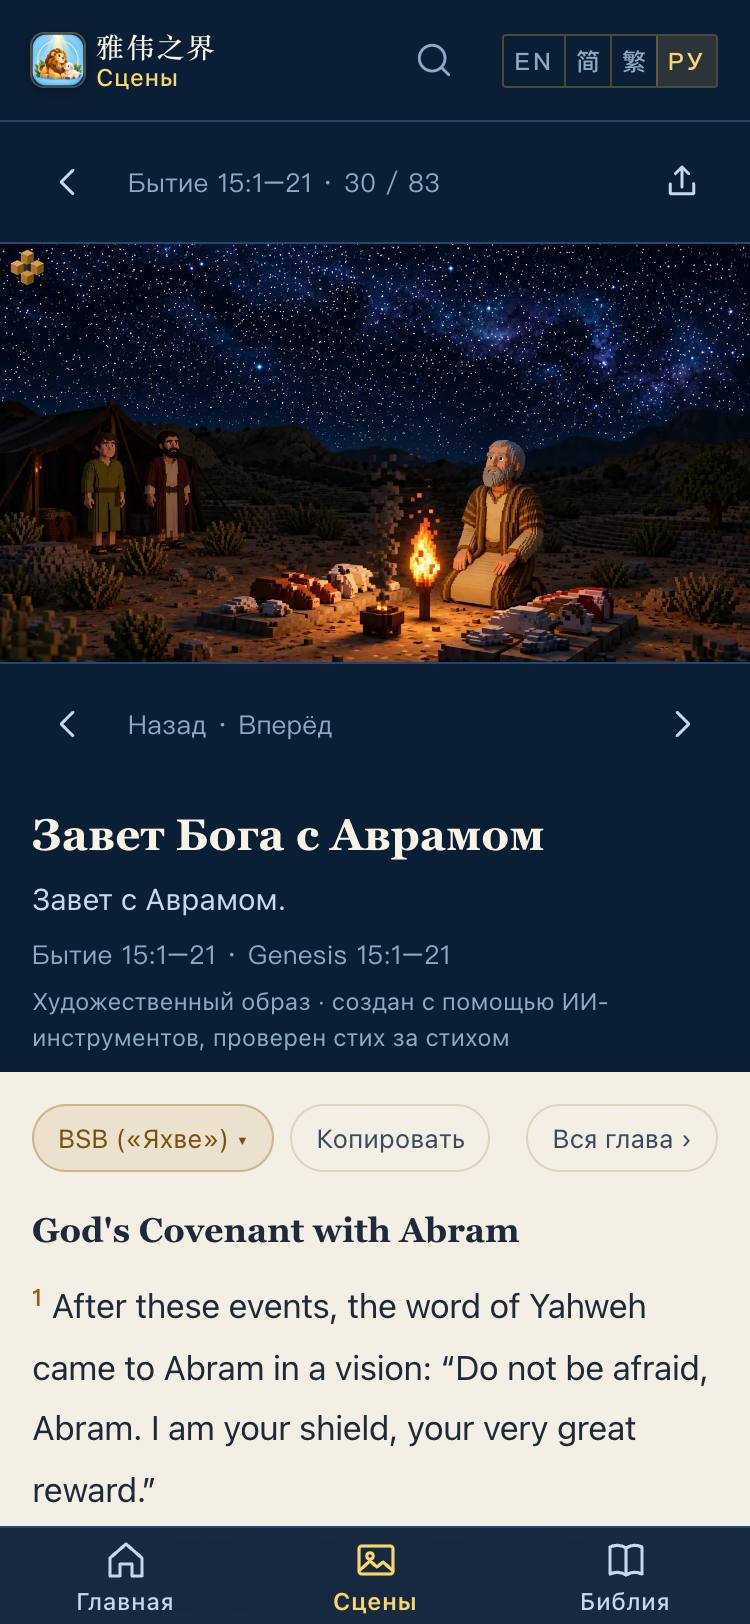 雅伟之界
Сцены
EN 简 繁 РУ
Бытие 15:1—21 · 30 / 83
Назад · Вперёд
Завет Бога с Аврамом
Завет с Аврамом.
Бытие 15:1—21 · Genesis 15:1—21
Художественный образ · создан с помощью ИИ-
инструментов, проверен стих за стихом
BSB («Яхве») ▾ Копировать Вся глава ›
God's Covenant with Abram
1 After these events, the word of Yahweh
came to Abram in a vision: “Do not be afraid,
Abram. I am your shield, your very great
reward.”
Главная Сцены Библия